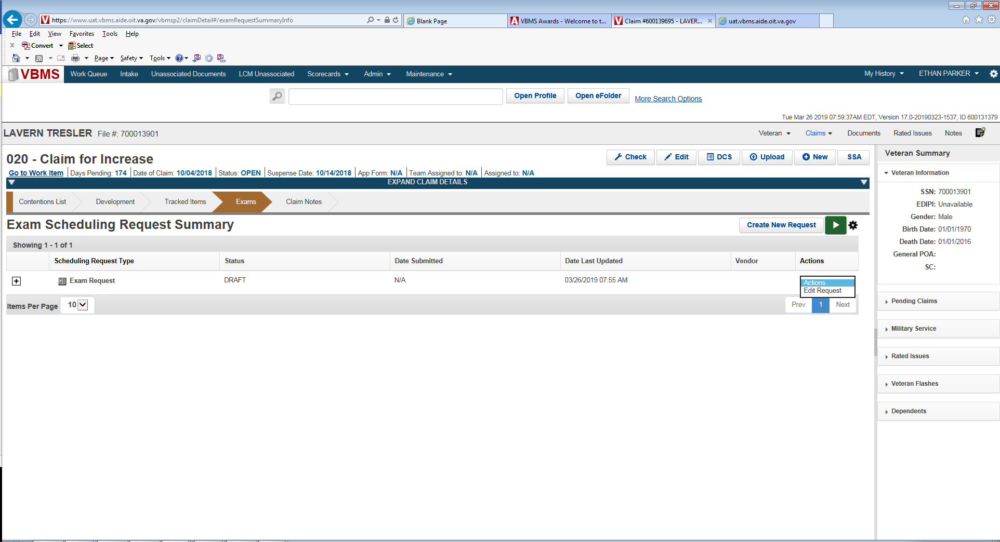 https://www.uat.vbms.aide.oit.va.gov/vbmsp2/claimDetail#/examRequestSummaryInfo
Blank Page
VBMS Awards - Welcome to t...
Claim #600139695 - LAVER...
uat.vbms.aide.oit.va.gov
File Edit View Favorites Tools Help
x Convert Select
Page Safety Tools
VBMS Work Queue Intake Unassociated Documents LCM Unassociated Scorecards Admin Maintenance My History ETHAN PARKER
Open Profile Open eFolder More Search Options
Tue Mar 26 2019 07:59:37AM EDT, Version 17.0-20190323-1537, ID 600131379
LAVERN TRESLER File #: 700013901 Veteran Claims Documents Rated Issues Notes
020 - Claim for Increase Check Edit DCS Upload New SSA
Go to Work Item Days Pending: 174 Date of Claim: 10/04/2018 Status: OPEN Suspense Date: 10/14/2018 App Form: N/A Team Assigned to: N/A Assigned to: N/A
EXPAND CLAIM DETAILS
Contentions List Development Tracked Items Exams Claim Notes
Exam Scheduling Request Summary Create New Request
Showing 1 - 1 of 1
Scheduling Request Type Status Date Submitted Date Last Updated Vendor Actions
Exam Request DRAFT N/A 03/26/2019 07:55 AM
Actions
Edit Request
Items Per Page 10 Prev 1 Next
Veteran Summary
Veteran Information
SSN: 700013901
EDIPI: Unavailable
Gender: Male
Birth Date: 01/01/1970
Death Date: 01/01/2016
General POA:
SC:
Pending Claims
Military Service
Rated Issues
Veteran Flashes
Dependents